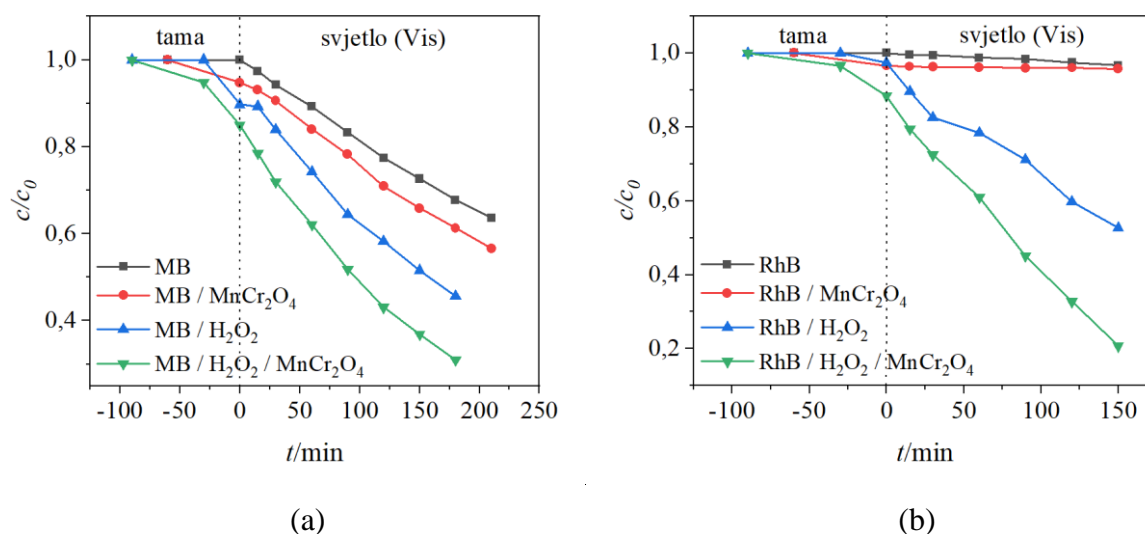 tama svjetlo (Vis)
1,0
0,8
0,6
0,4
c/c₀
MB
MB / MnCr₂O₄
MB / H₂O₂
MB / H₂O₂ / MnCr₂O₄
-100 -50 0 50 100 150 200 250
t/min
(a)
tama svjetlo (Vis)
1,0
0,8
0,6
0,4
0,2
c/c₀
RhB
RhB / MnCr₂O₄
RhB / H₂O₂
RhB / H₂O₂ / MnCr₂O₄
-100 -50 0 50 100 150
t/min
(b)